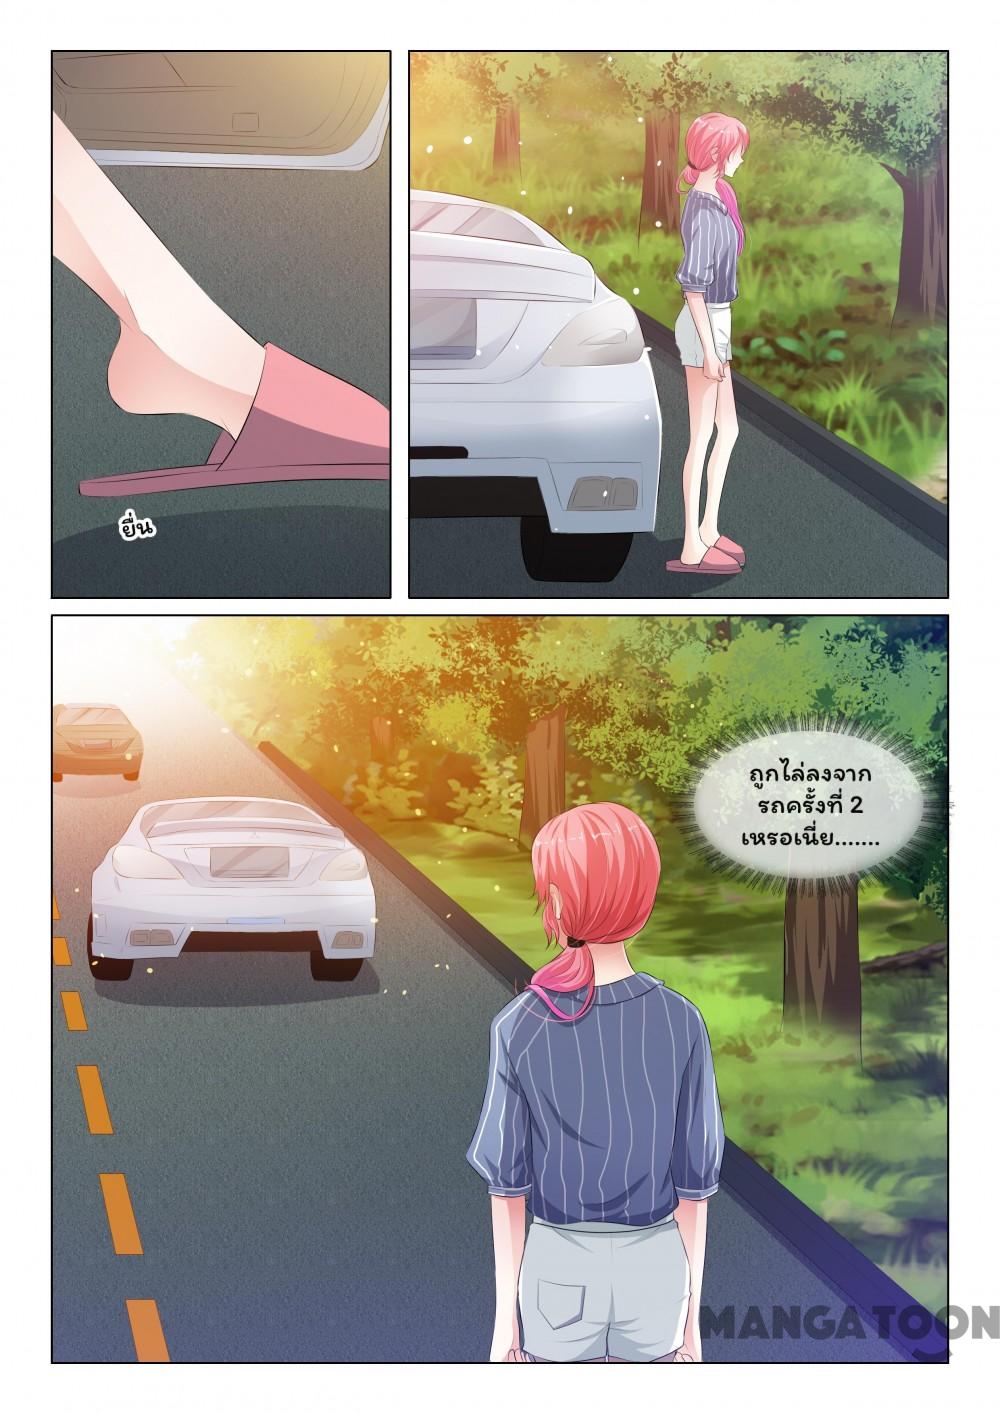 ยื่น
ถูกไล่ลงจาก
รถครั้งที่ 2
เหรอเนี่ย.......
MANGATOON